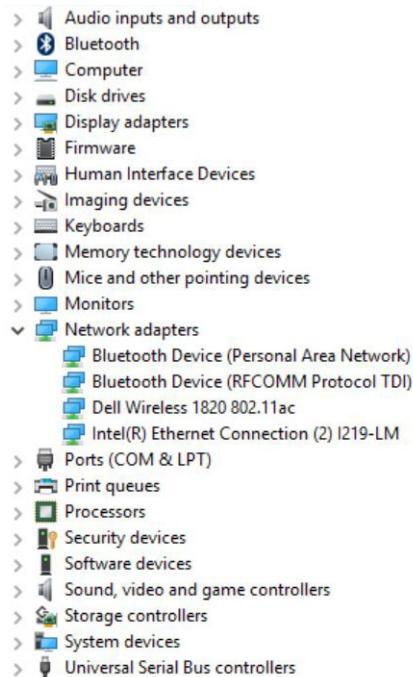 Audio inputs and outputs
Bluetooth
Computer
Disk drives
Display adapters
Firmware
Human Interface Devices
Imaging devices
Keyboards
Memory technology devices
Mice and other pointing devices
Monitors
Network adapters
Bluetooth Device (Personal Area Network)
Bluetooth Device (RFCOMM Protocol TDI)
Dell Wireless 1820 802.11ac
Intel(R) Ethernet Connection (2) I219-LM
Ports (COM & LPT)
Print queues
Processors
Security devices
Software devices
Sound, video and game controllers
Storage controllers
System devices
Universal Serial Bus controllers